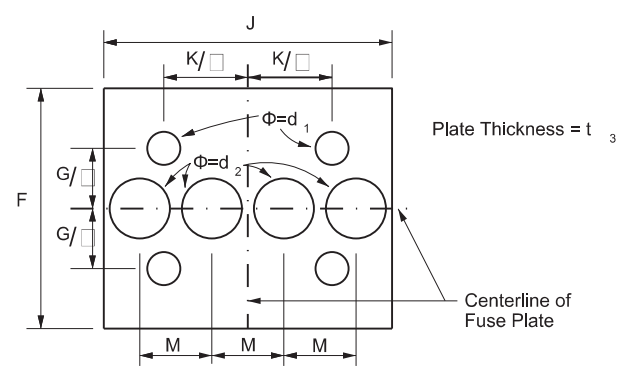 J
K/□ K/□
Φ=d 1
Plate Thickness = t 3
G/□
Φ=d 2
F
G/□
Centerline of
Fuse Plate
M M M